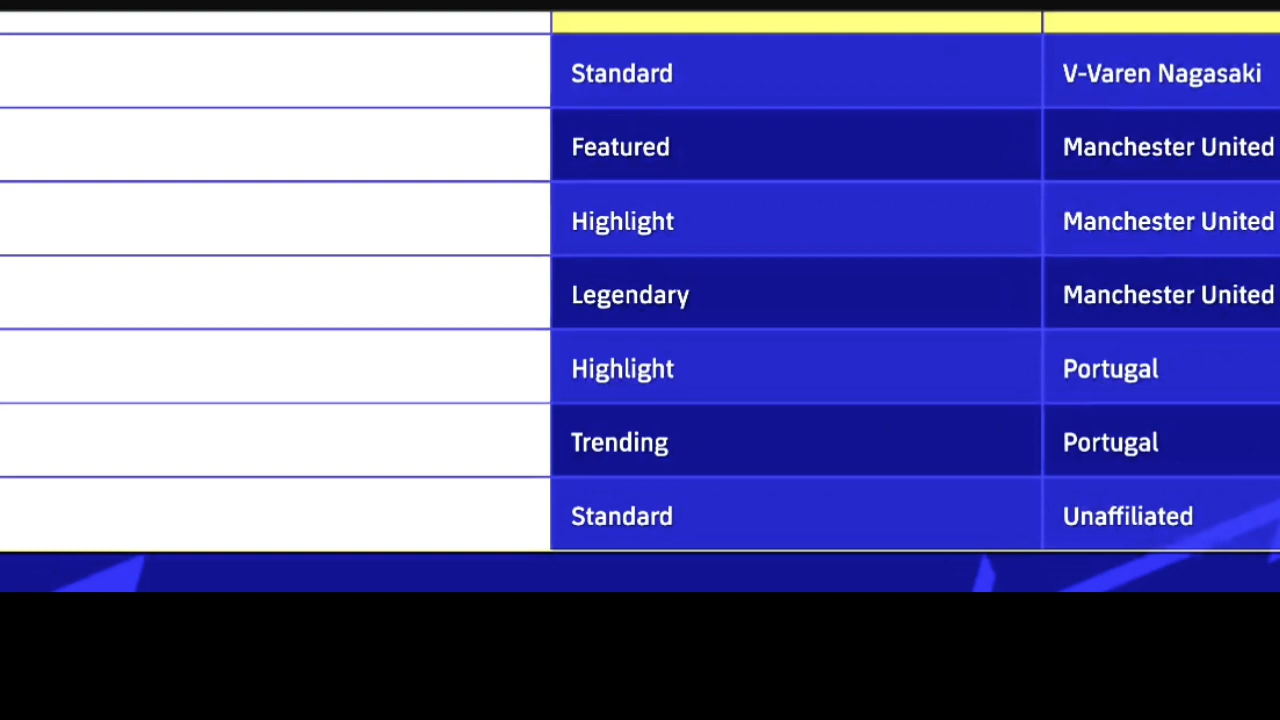 Standard V-Varen Nagasaki
Featured Manchester United
Highlight Manchester United
Legendary Manchester United
Highlight Portugal
Trending Portugal
Standard Unaffiliated